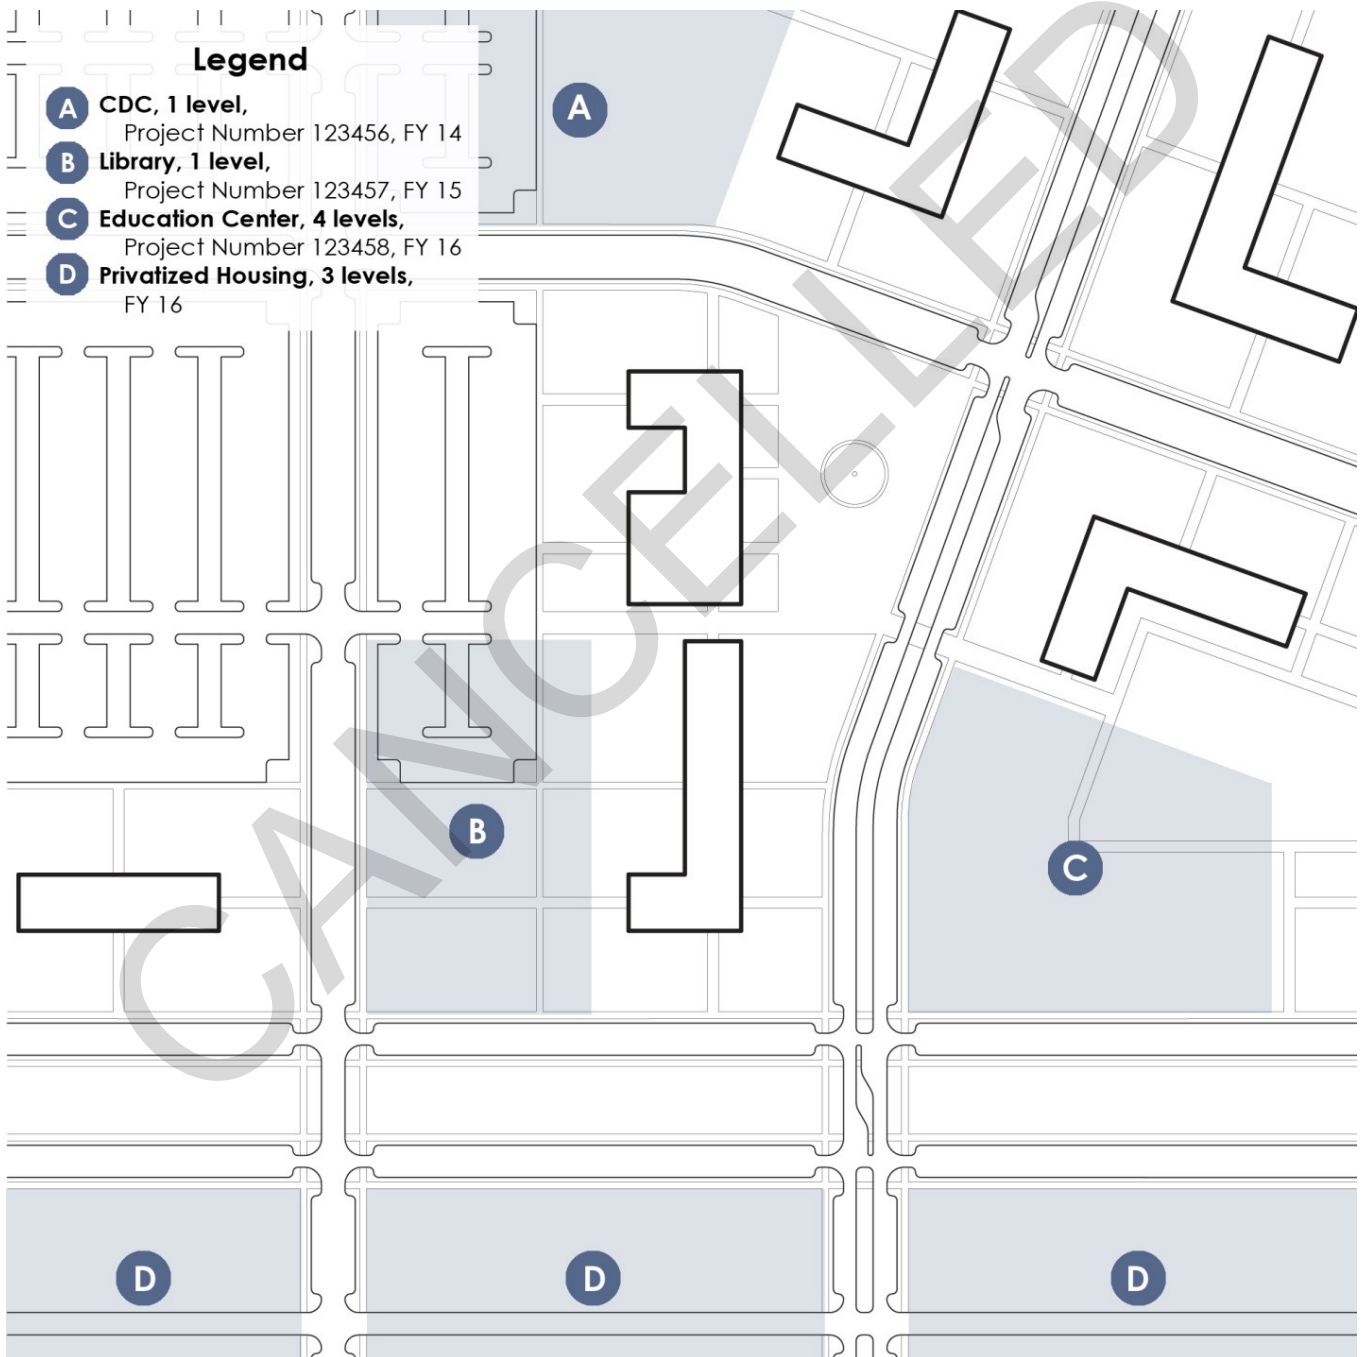 Legend
A CDC, 1 level,
Project Number 123456, FY 14
B Library, 1 level,
Project Number 123457, FY 15
C Education Center, 4 levels,
Project Number 123458, FY 16
D Privatized Housing, 3 levels,
FY 16
A
B
C
D
D
D
CANCELLED